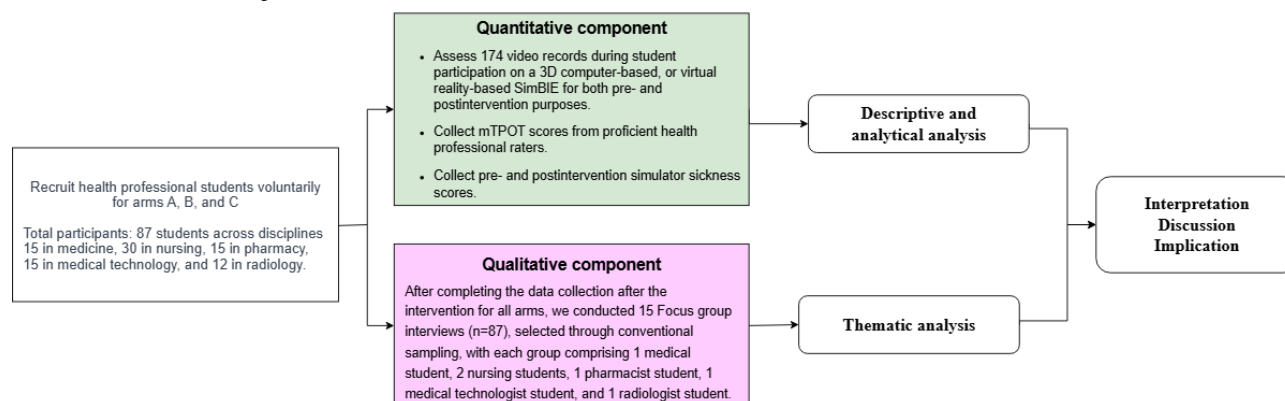 Recruit health professional students voluntarily
for arms A, B, and C
Total participants: 87 students across disciplines
15 in medicine, 30 in nursing, 15 in pharmacy,
15 in medical technology, and 12 in radiology.
Quantitative component
• Assess 174 video records during student
participation on a 3D computer-based, or virtual
reality-based SimBIE for both pre- and
postintervention purposes.
• Collect mTPOT scores from proficient health
professional raters.
• Collect pre- and postintervention simulator sickness
scores.
Qualitative component
After completing the data collection after the
intervention for all arms, we conducted 15 Focus group
interviews (n=87), selected through conventional
sampling, with each group comprising 1 medical
student, 2 nursing students, 1 pharmacist student, 1
medical technologist student, and 1 radiologist student.
Descriptive and
analytical analysis
Thematic analysis
Interpretation
Discussion
Implication